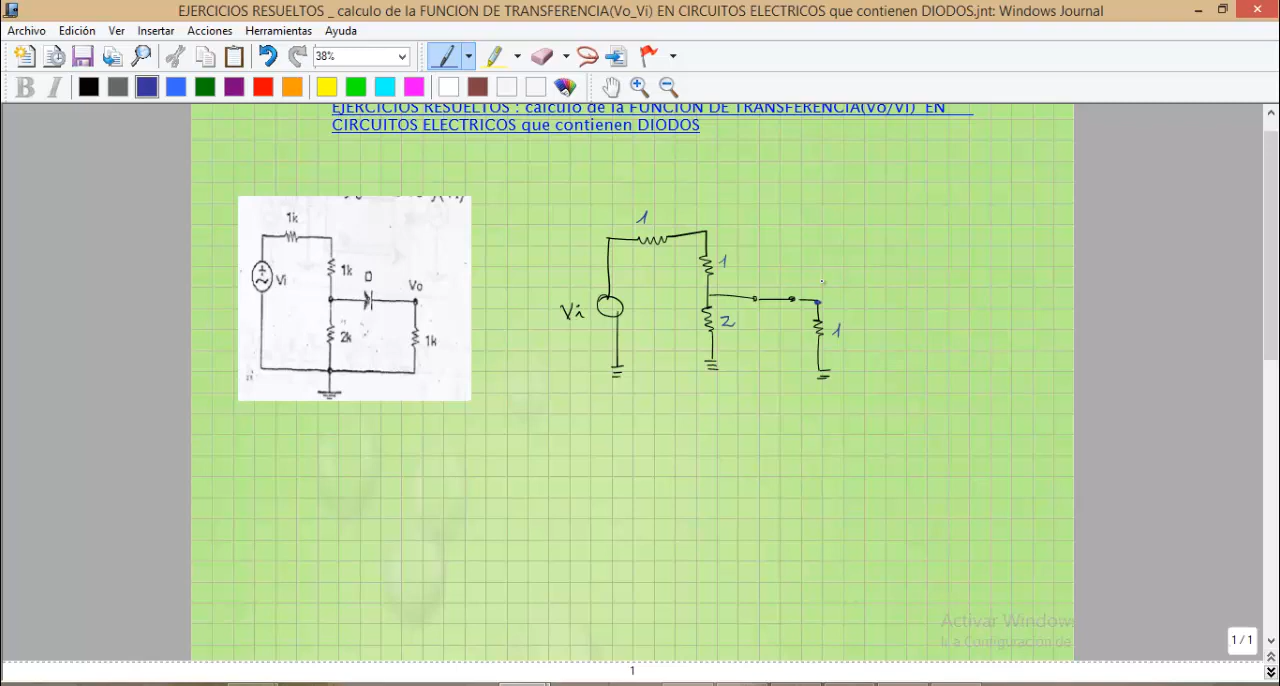 EJERCICIOS RESUELTOS _ calculo de la FUNCION DE TRANSFERENCIA(Vo_Vi) EN CIRCUITOS ELECTRICOS que contienen DIODOS.jnt: Windows Journal
Archivo Edición Ver Insertar Acciones Herramientas Ayuda
38%
B I
EJERCICIOS RESUELTOS : calculo de la FUNCION DE TRANSFERENCIA(Vo/Vi) EN
CIRCUITOS ELECTRICOS que contienen DIODOS
1k
1k
D
Vo
Vi
2k
1k
1
1
Vi
2
1
Activar Windows
Ir a Configuración de
1 / 1
1